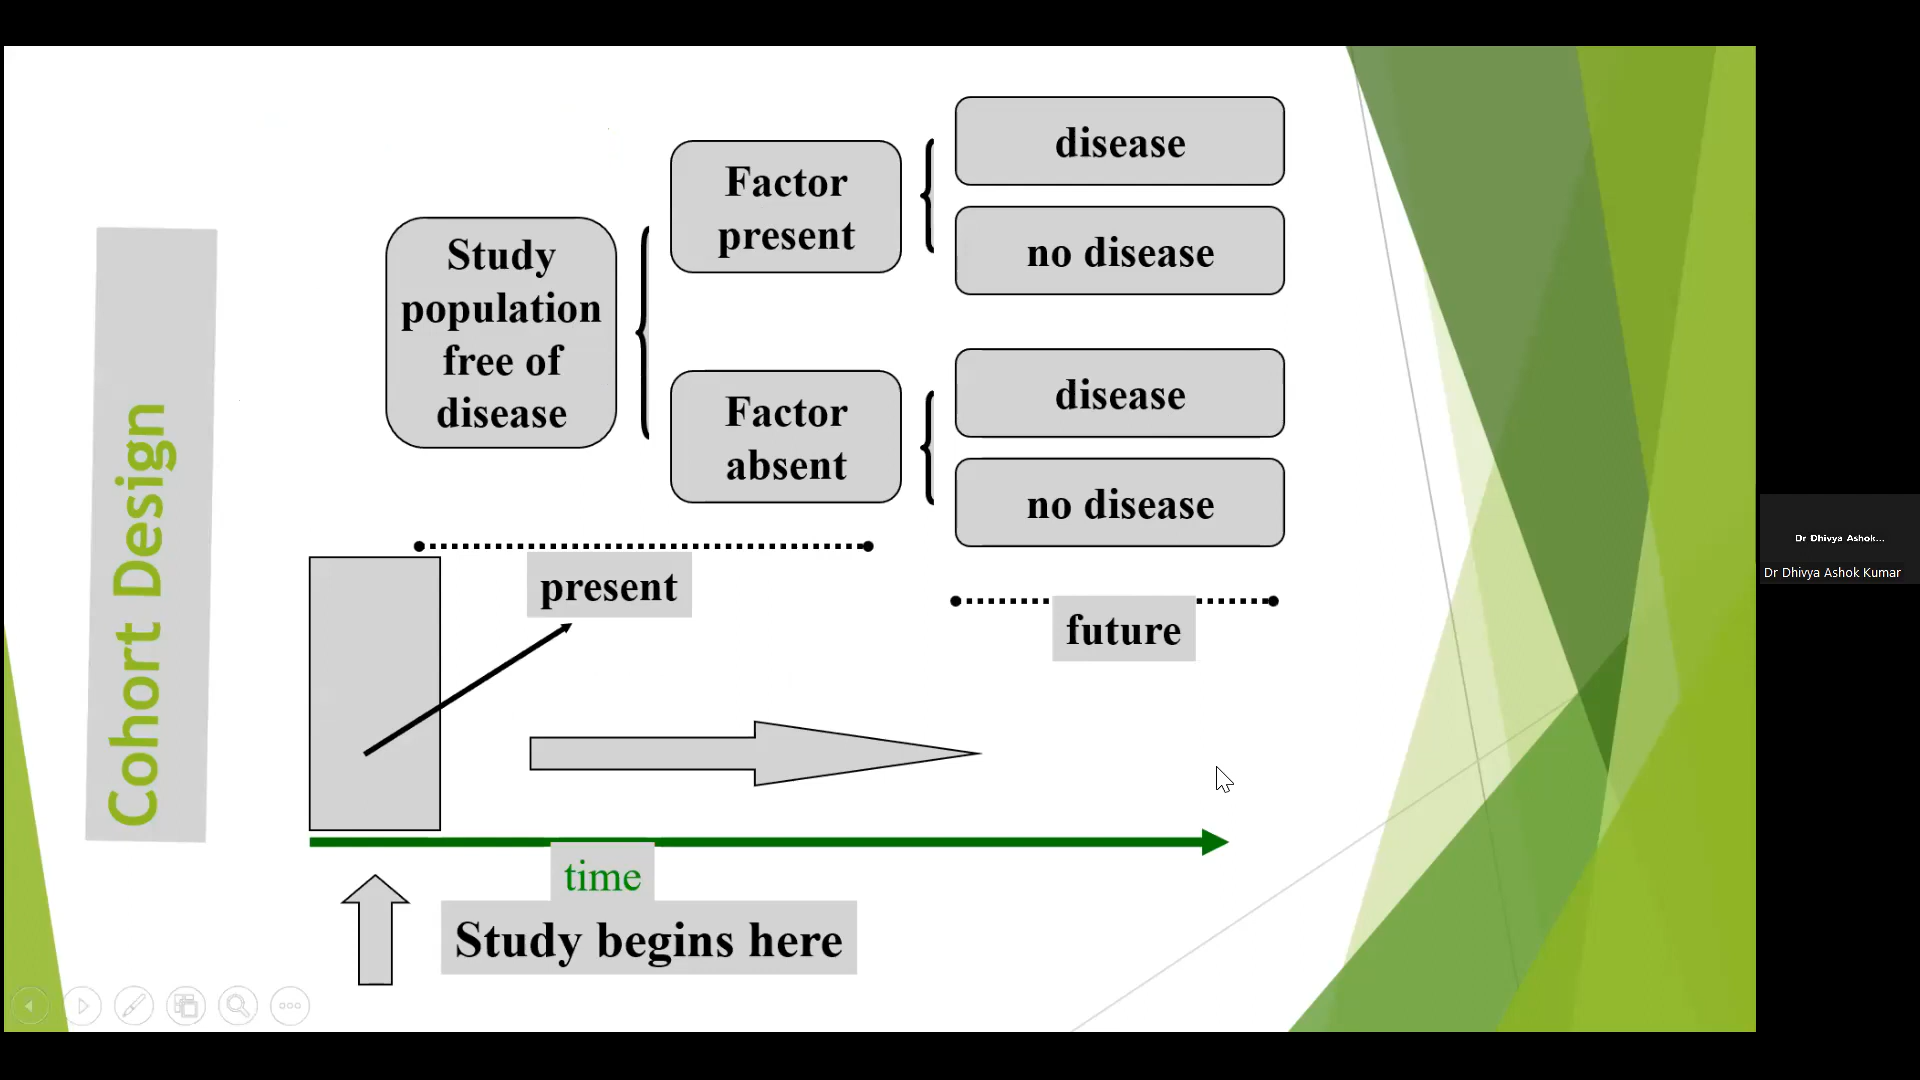 Cohort Design
Study
population
free of
disease
Factor
present
Factor
absent
disease
no disease
disease
no disease
present
future
time
Study begins here
Dr Dhivya Ashok...
Dr Dhivya Ashok Kumar